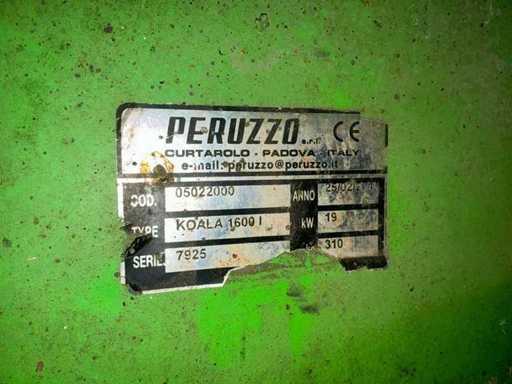 PERUZZO s.r.l. CE
CURTAROLO - PADOVA - ITALY
e-mail: peruzzo@peruzzo.it
COD. 05022000 ANNO
TYPE KOALA 1600 I kW 19
SERIE 7925 310